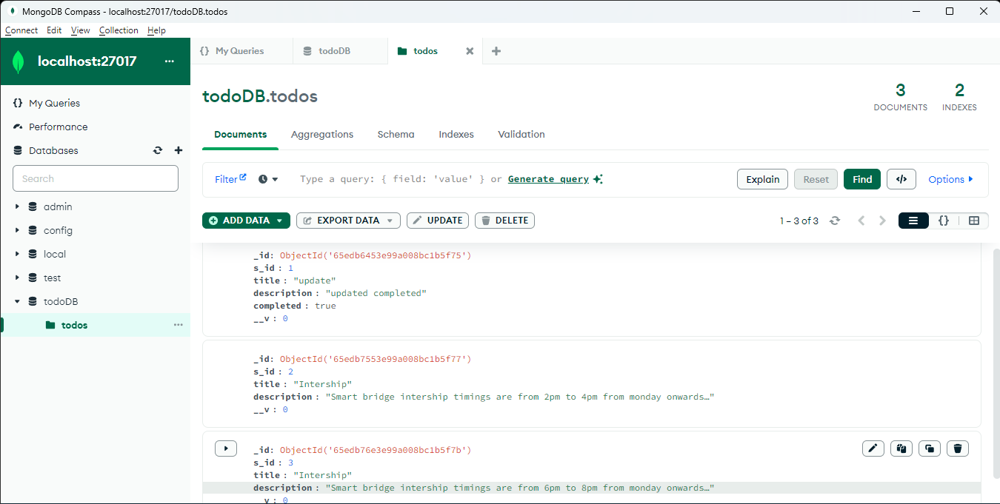 MongoDB Compass - localhost:27017/todoDB.todos
Connect Edit View Collection Help
localhost:27017 ...
{} My Queries
todoDB
todos
{} My Queries
Performance
Databases
Search
admin
config
local
test
todoDB
todos ...
todoDB.todos
3
DOCUMENTS
2
INDEXES
Documents Aggregations Schema Indexes Validation
Filter Type a query: { field: 'value' } or Generate query Explain Reset Find </> Options
ADD DATA EXPORT DATA UPDATE DELETE 1 – 3 of 3 {}
_id: ObjectId('65edb6453e99a008bc1b5f75')
s_id : 1
title : "update"
description : "updated completed"
completed : true
__v : 0
_id: ObjectId('65edb7553e99a008bc1b5f77')
s_id : 2
title : "Intership"
description : "Smart bridge intership timings are from 2pm to 4pm from monday onwards…"
__v : 0
_id: ObjectId('65edb76e3e99a008bc1b5f7b')
s_id : 3
title : "Intership"
description : "Smart bridge intership timings are from 6pm to 8pm from monday onwards…"
__v : 0